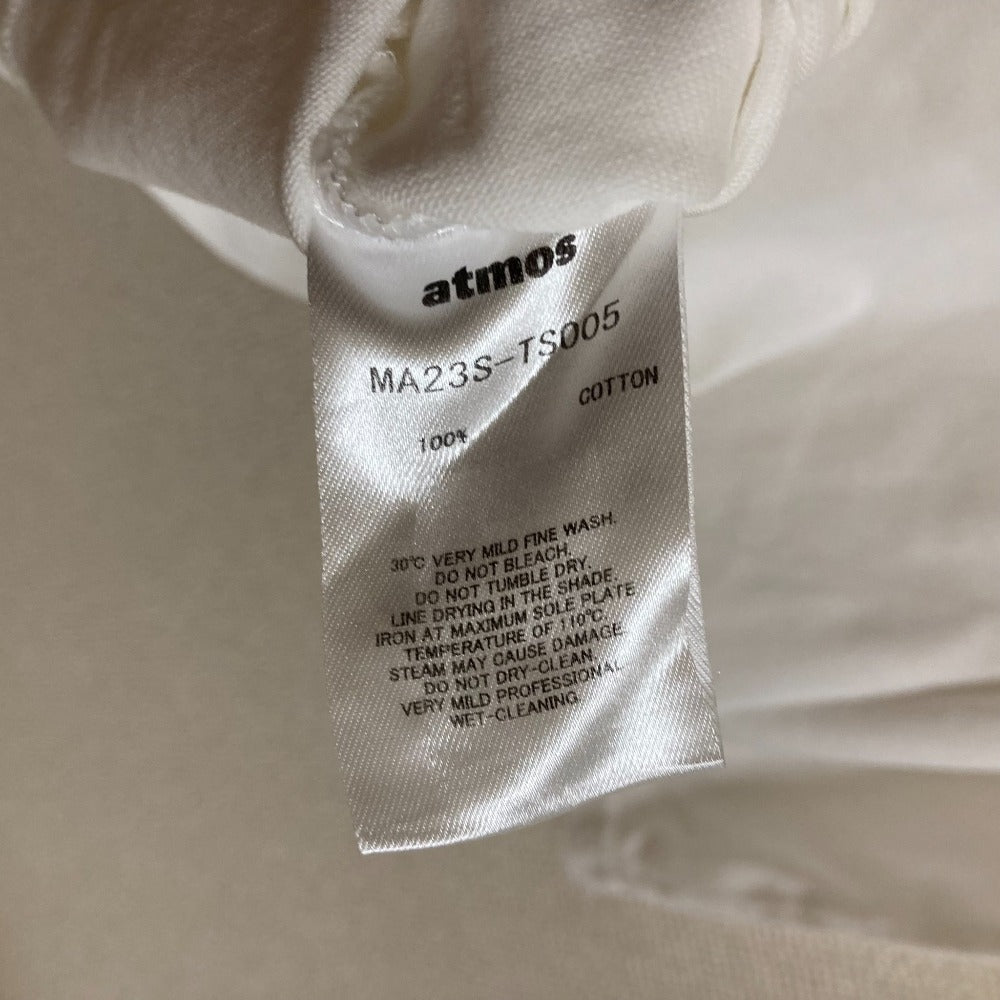 atmos
MA23S-TS005
100% COTTON
30℃ VERY MILD FINE WASH.
DO NOT BLEACH.
DO NOT TUMBLE DRY.
LINE DRYING IN THE SHADE.
IRON AT MAXIMUM SOLE PLATE
TEMPERATURE OF 110℃.
STEAM MAY CAUSE DAMAGE.
DO NOT DRY-CLEAN.
VERY MILD PROFESSIONAL
WET-CLEANING.